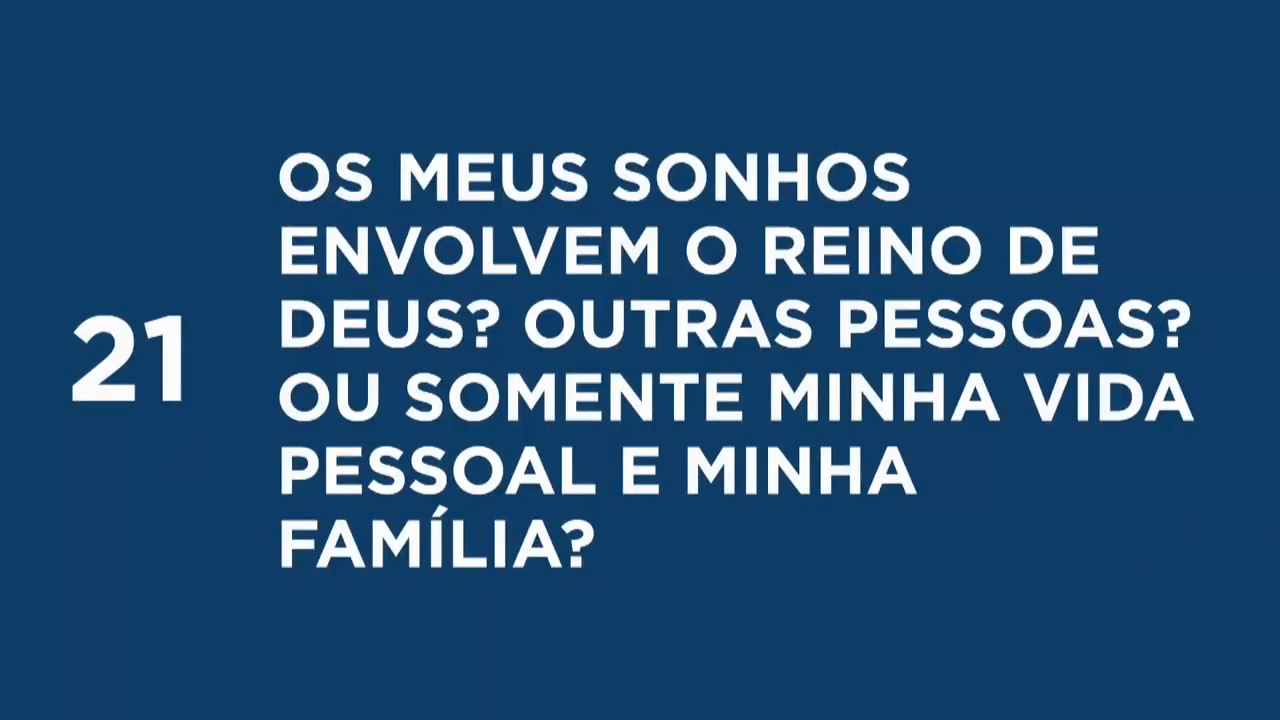 21
OS MEUS SONHOS
ENVOLVEM O REINO DE
DEUS? OUTRAS PESSOAS?
OU SOMENTE MINHA VIDA
PESSOAL E MINHA
FAMÍLIA?